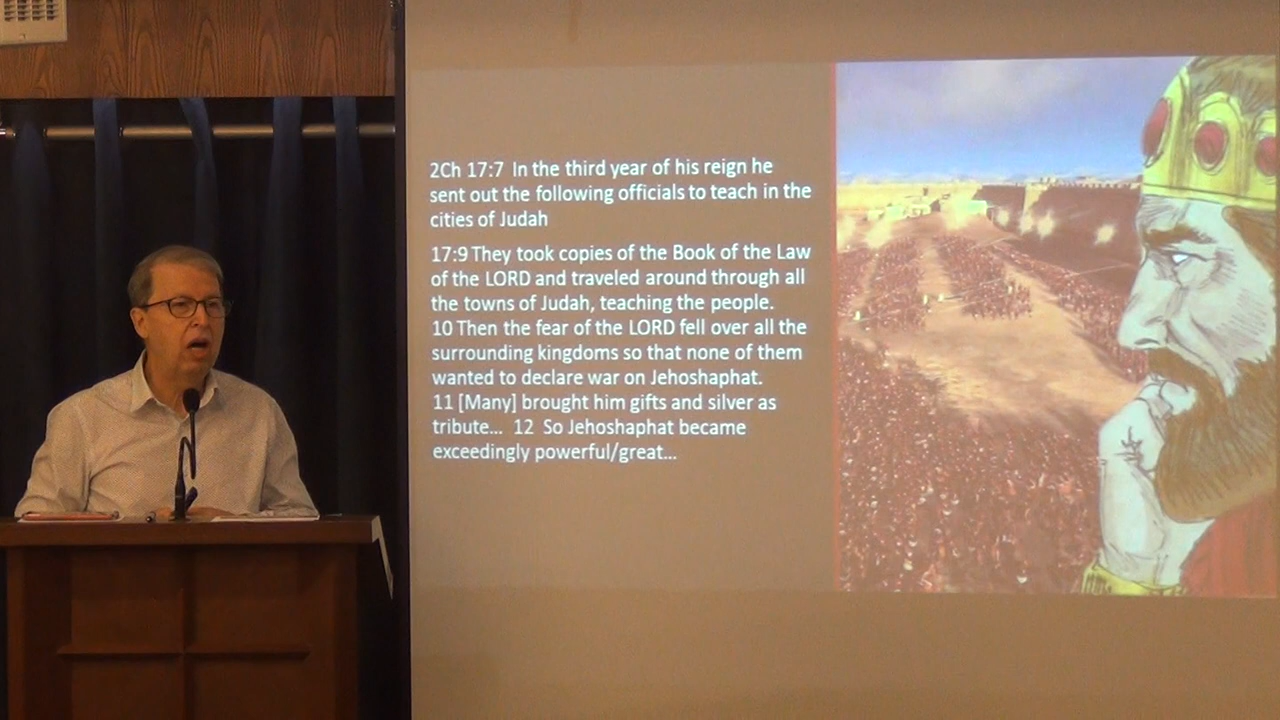 2Ch 17:7 In the third year of his reign he
sent out the following officials to teach in the
cities of Judah
17:9 They took copies of the Book of the Law
of the LORD and traveled around through all
the towns of Judah, teaching the people.
10 Then the fear of the LORD fell over all the
surrounding kingdoms so that none of them
wanted to declare war on Jehoshaphat.
11 [Many] brought him gifts and silver as
tribute... 12 So Jehoshaphat became
exceedingly powerful/great...